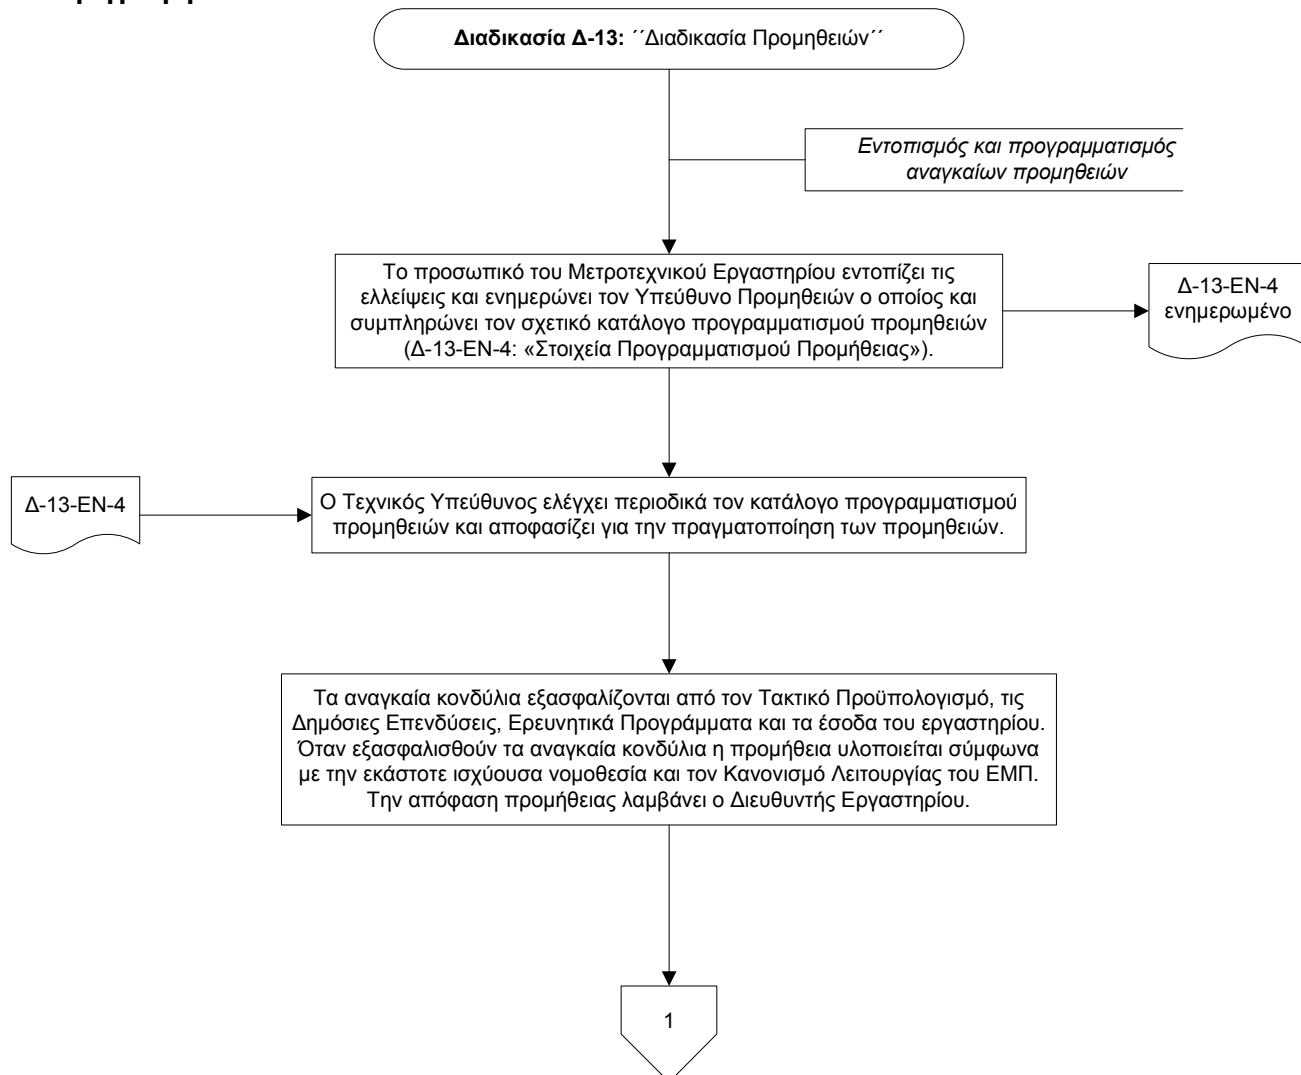 Διαδικασία Δ-13: ΄΄Διαδικασία Προμηθειών΄΄
Εντοπισμός και προγραμματισμός
αναγκαίων προμηθειών
Το προσωπικό του Μετροτεχνικού Εργαστηρίου εντοπίζει τις
ελλείψεις και ενημερώνει τον Υπεύθυνο Προμηθειών ο οποίος και
συμπληρώνει τον σχετικό κατάλογο προγραμματισμού προμηθειών
(Δ-13-ΕΝ-4: «Στοιχεία Προγραμματισμού Προμήθειας»).
Δ-13-ΕΝ-4
ενημερωμένο
Δ-13-ΕΝ-4
Ο Τεχνικός Υπεύθυνος ελέγχει περιοδικά τον κατάλογο προγραμματισμού
προμηθειών και αποφασίζει για την πραγματοποίηση των προμηθειών.
Τα αναγκαία κονδύλια εξασφαλίζονται από τον Τακτικό Προϋπολογισμό, τις
Δημόσιες Επενδύσεις, Ερευνητικά Προγράμματα και τα έσοδα του εργαστηρίου.
Όταν εξασφαλισθούν τα αναγκαία κονδύλια η προμήθεια υλοποιείται σύμφωνα
με την εκάστοτε ισχύουσα νομοθεσία και τον Κανονισμό Λειτουργίας του ΕΜΠ.
Την απόφαση προμήθειας λαμβάνει ο Διευθυντής Εργαστηρίου.
1